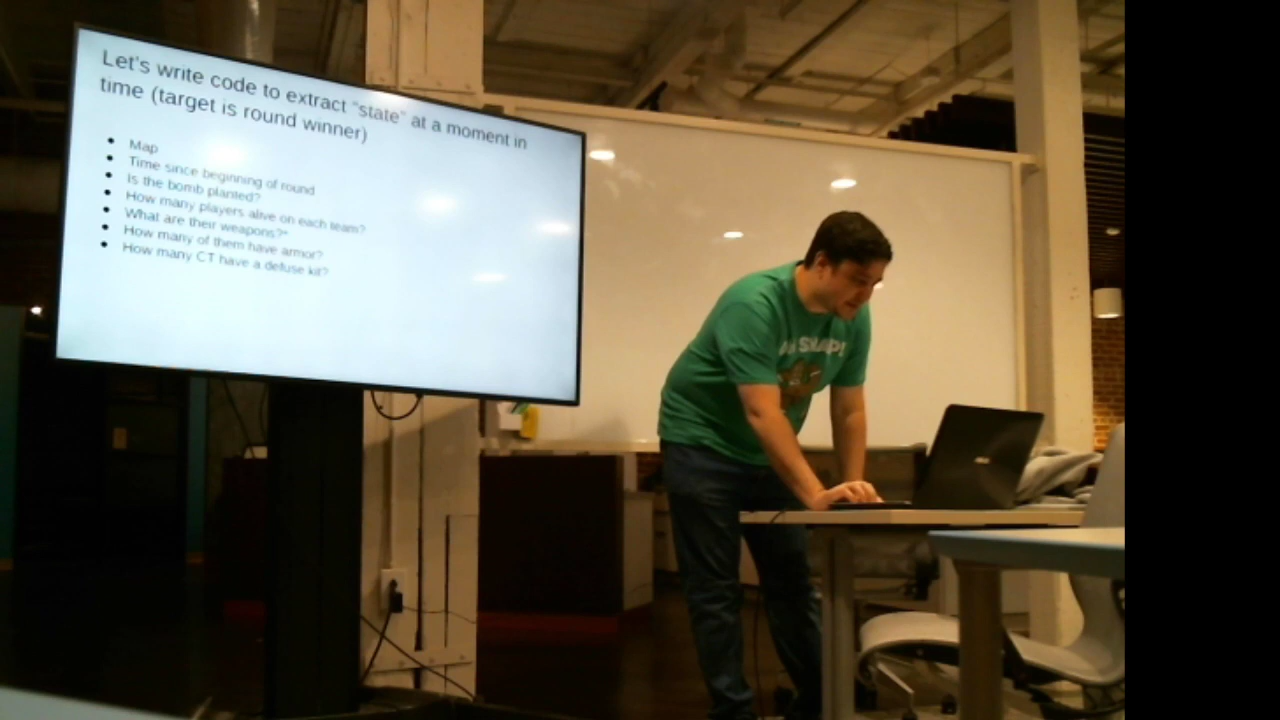 Let's write code to extract "state" at a moment in
time (target is round winner)
● Map
● Time since beginning of round
● Is the bomb planted?
● How many players alive on each team?
● What are their weapons?*
● How many of them have armor?
● How many CT have a defuse kit?